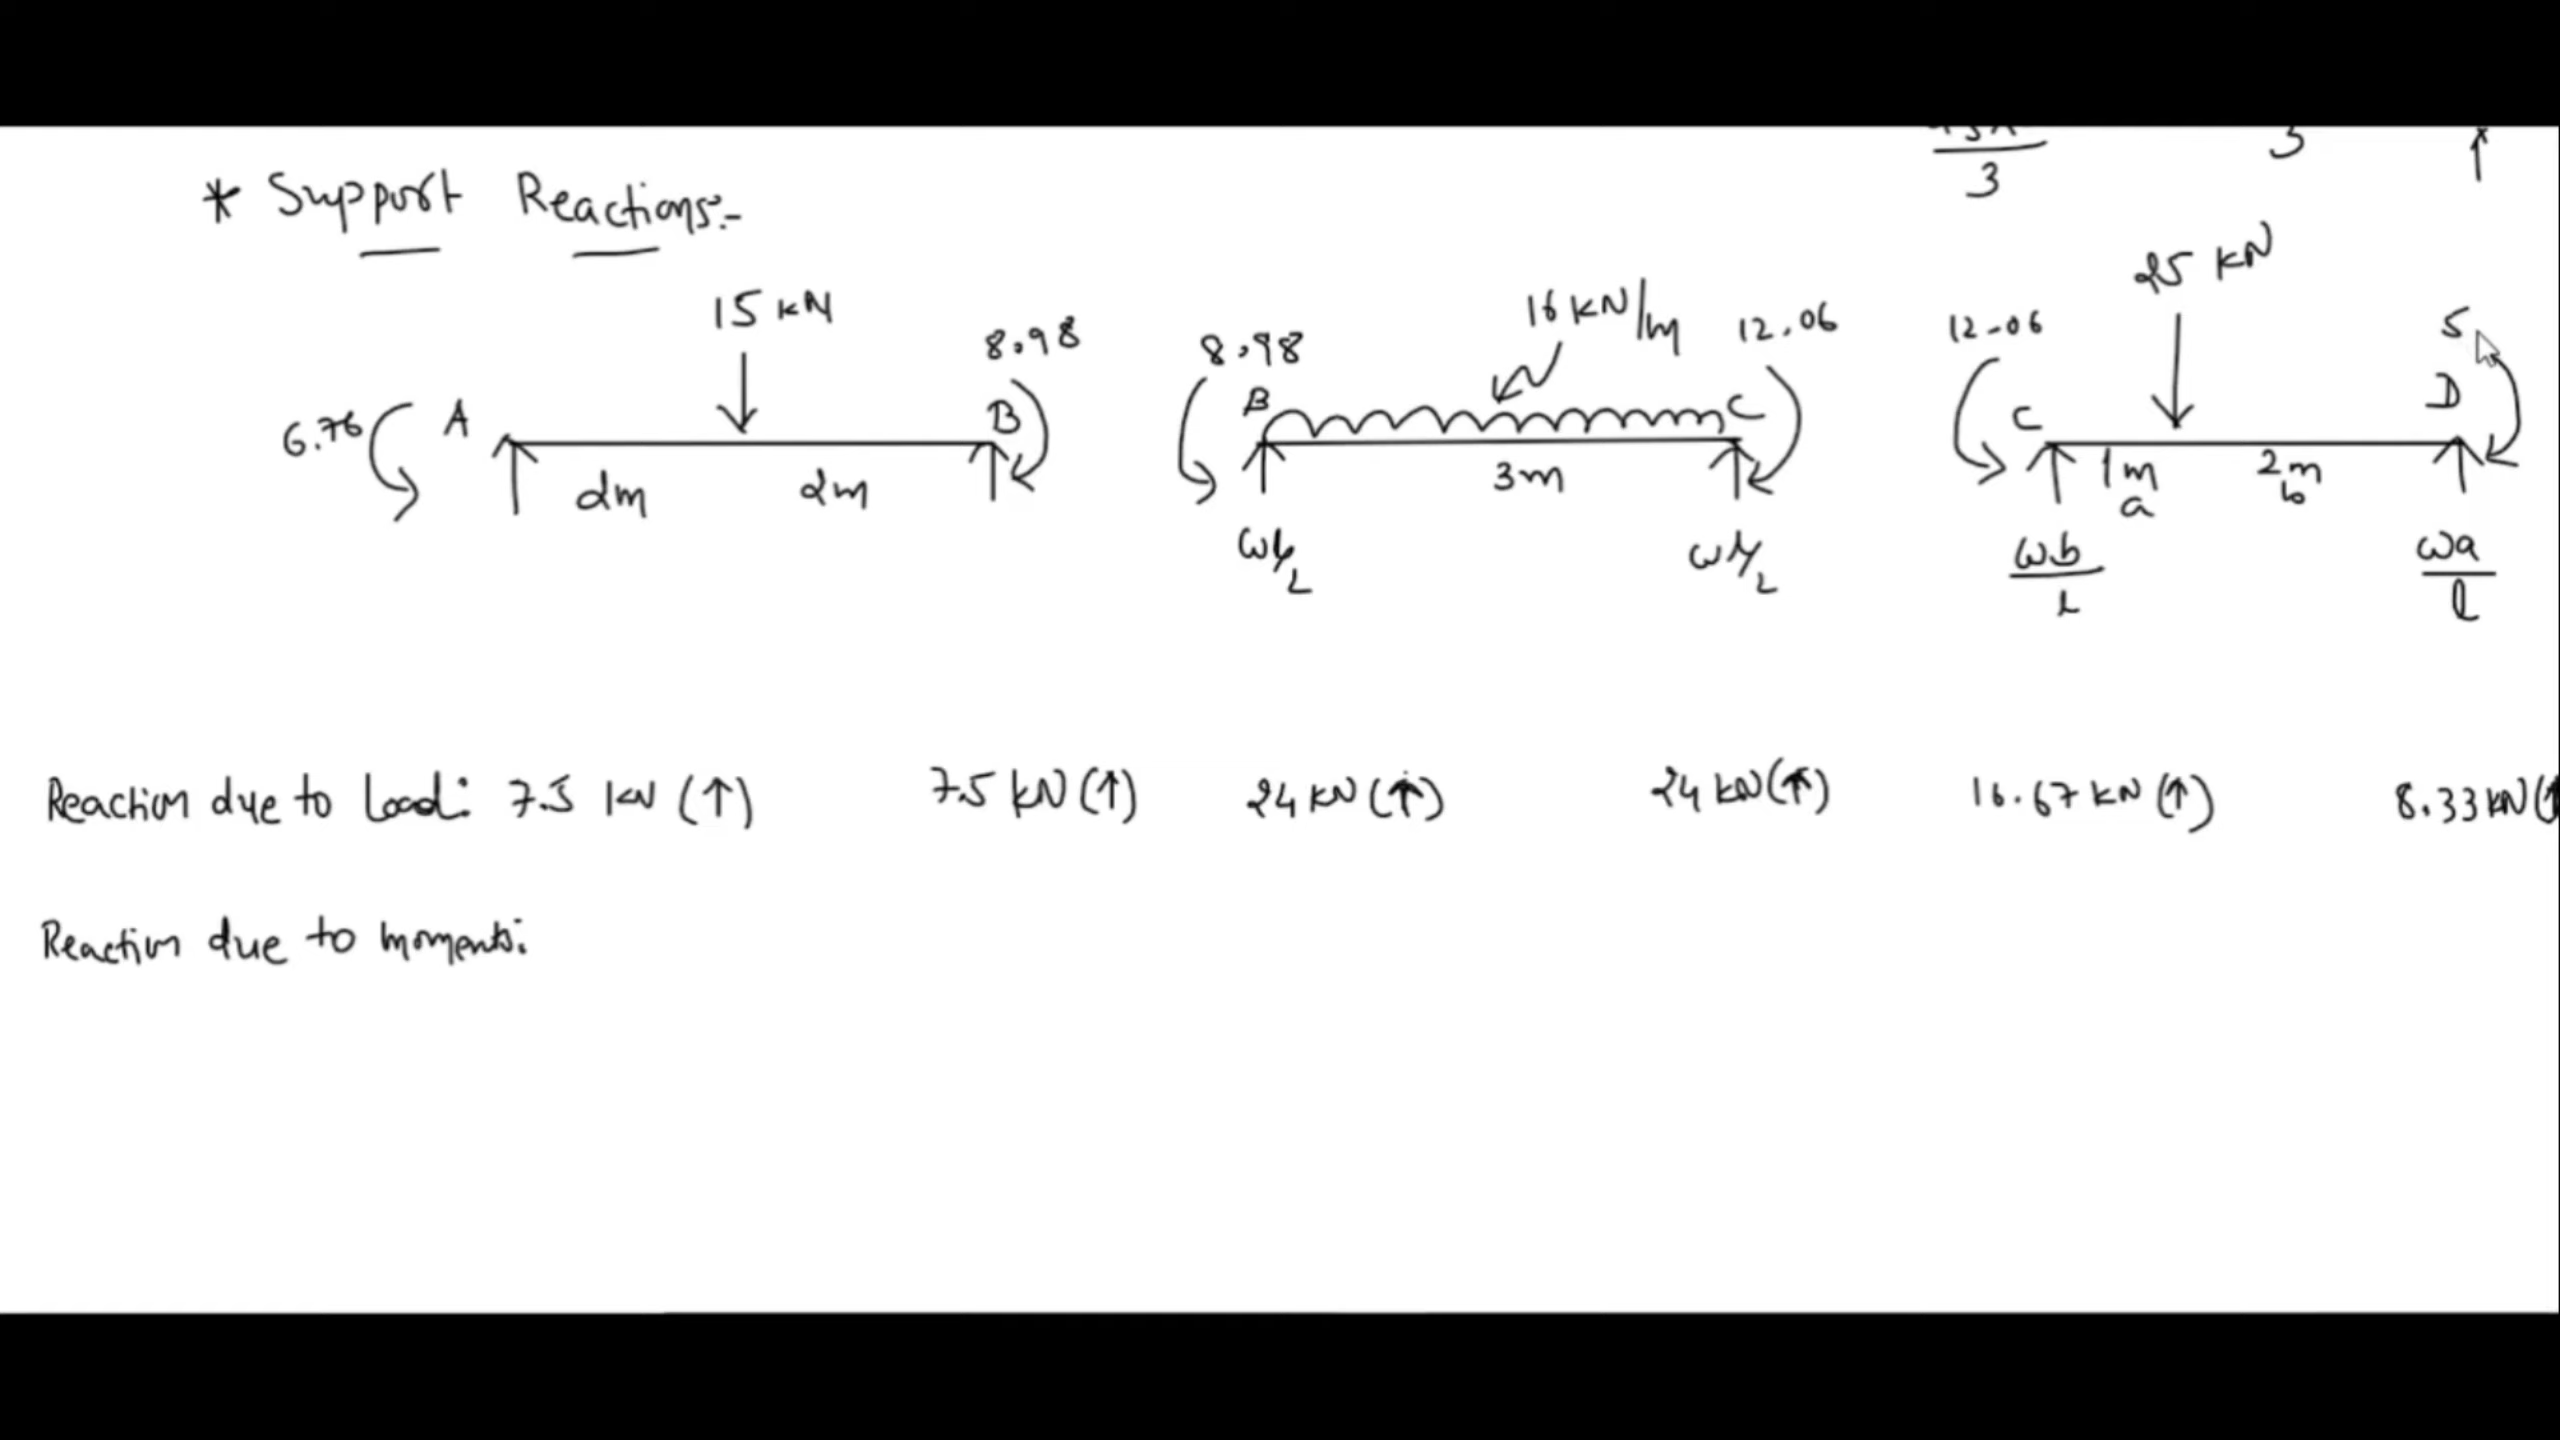 3
3
* Support Reactions:-
15 kN
8.98
8.98
16 kN/m
12.06
12.06
25 kN
5
6.76
A
B
B
C
C
D
2m
2m
3m
1m
a
2m
b
wl/2
wl/2
wb/l
wa/l
Reaction due to load: 7.5 kN (↑) 7.5 kN (↑) 24 kN (↑) 24 kN (↑) 16.67 kN (↑) 8.33 kN (↑
Reaction due to moments: